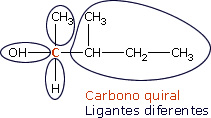 CH₃ CH₃
OH—C—CH—CH₂—CH₃
H
Carbono quiral
Ligantes diferentes